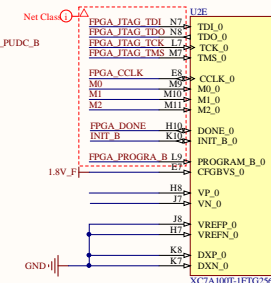 U2E
Net Class i
FPGA_JTAG_TDI N7 TDI_0
FPGA_JTAG_TDO N8 TDO_0
_PUDC_B FPGA_JTAG_TCK L7 TCK_0
FPGA_JTAG_TMS M7 TMS_0
FPGA_CCLK E8 CCLK_0
M0 M9 M0_0
M1 M10 M1_0
M2 M11 M2_0
FPGA_DONE H10 DONE_0
INIT_B K10 INIT_B_0
FPGA_PROGRA_B L9 PROGRAM_B_0
1.8V_F E7 CFGBVS_0
H8 VP_0
J7 VN_0
J8 VREFP_0
H7 VREFN_0
K8 DXP_0
GND K7 DXN_0
XC7A100T-1FTG256